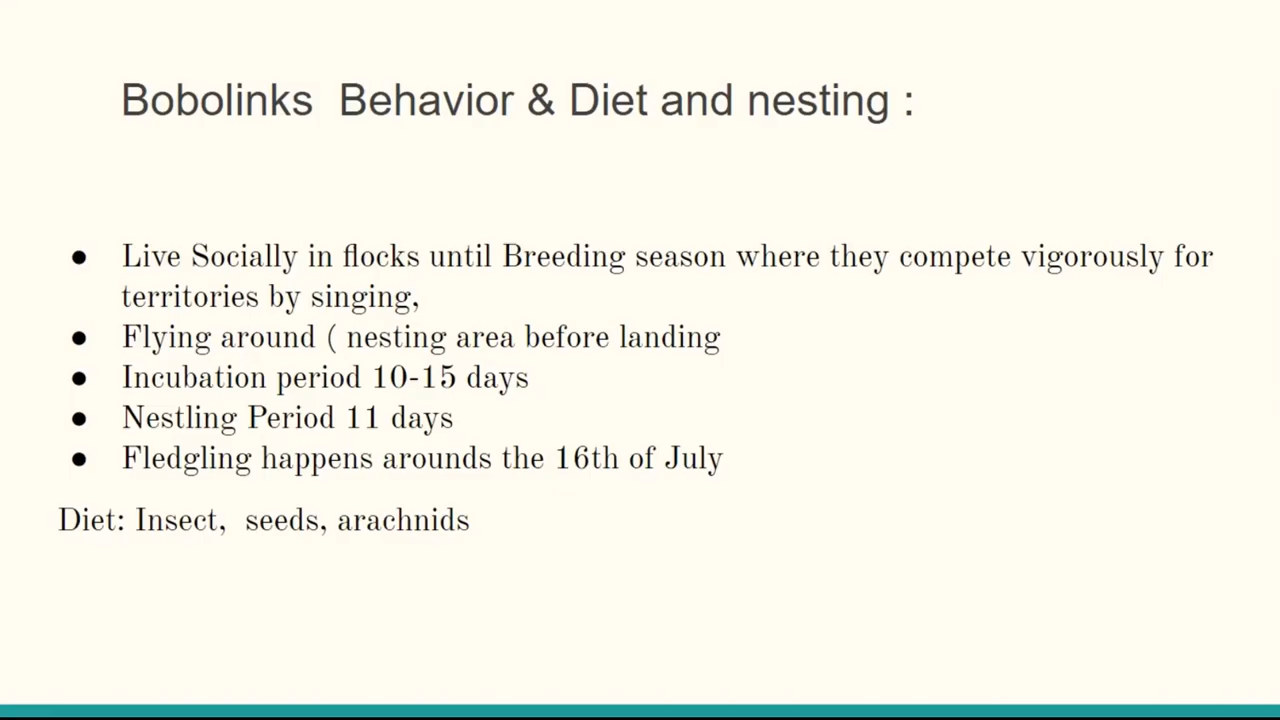 Bobolinks  Behavior & Diet and nesting :
● Live Socially in flocks until Breeding season where they compete vigorously for
territories by singing,
● Flying around ( nesting area before landing
● Incubation period 10-15 days
● Nestling Period 11 days
● Fledgling happens arounds the 16th of July
Diet: Insect,  seeds, arachnids